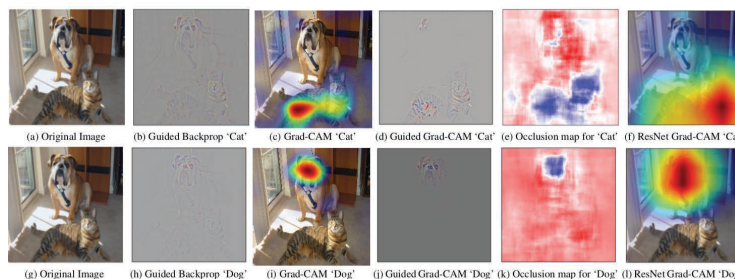 (a) Original Image (b) Guided Backprop ‘Cat’ (c) Grad-CAM ‘Cat’ (d) Guided Grad-CAM ‘Cat’ (e) Occlusion map for ‘Cat’ (f) ResNet Grad-CAM ‘Ca
(g) Original Image (h) Guided Backprop ‘Dog’ (i) Grad-CAM ‘Dog’ (j) Guided Grad-CAM ‘Dog’ (k) Occlusion map for ‘Dog’ (l) ResNet Grad-CAM ‘Dog